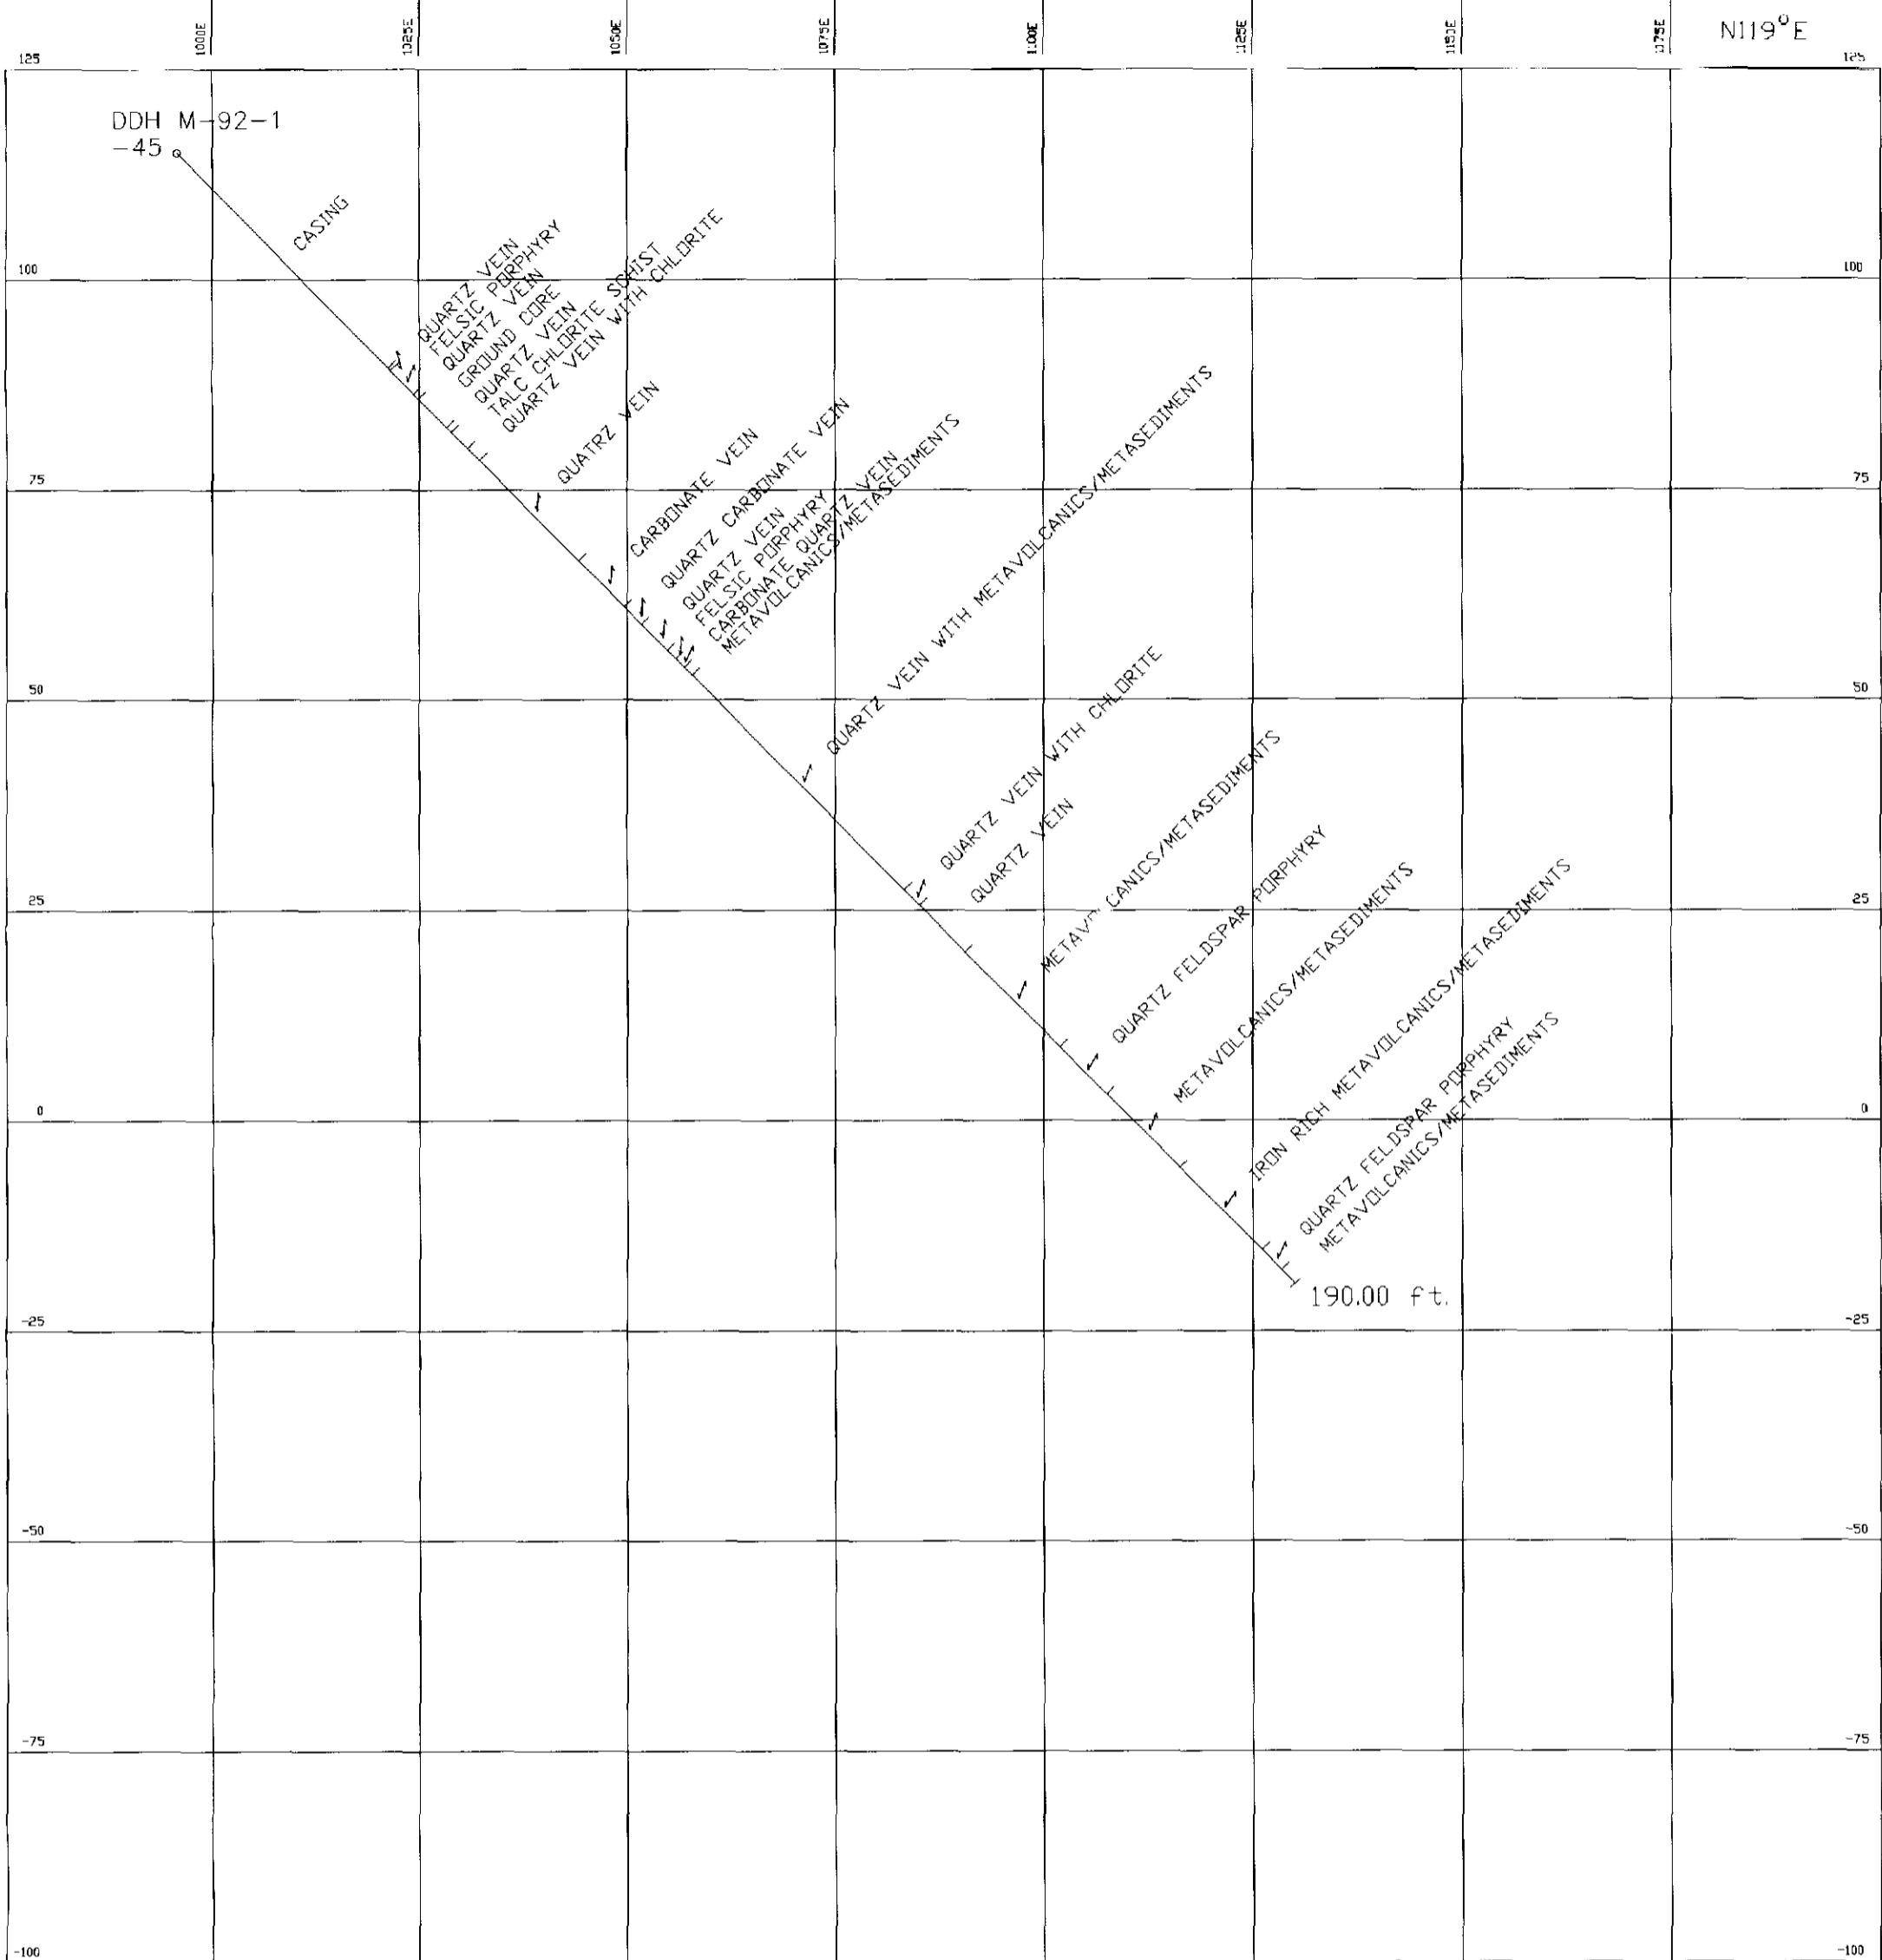 1000E
1025E
1050E
1075E
1100E
1125E
1150E
1175E
N119°E
125
125
DDH M-92-1
-45
CASING
100
100
QUARTZ VEIN
FELSIC PORPHYRY
QUARTZ VEIN
GROUND CORE
QUARTZ VEIN
TALC CHLORITE SCHIST
QUARTZ VEIN WITH CHLORITE
QUATRZ VEIN
75
75
CARBONATE VEIN
QUARTZ CARBONATE VEIN
QUARTZ VEIN
FELSIC PORPHYRY
CARBONATE QUARTZ VEIN
METAVOLCANICS/METASEDIMENTS
50
50
QUARTZ VEIN WITH METAVOLCANICS/METASEDIMENTS
QUARTZ VEIN WITH CHLORITE
QUARTZ VEIN
25
25
CANICS/METASEDIMENTS
QUARTZ FELDSPAR PORPHYRY
METAVOLCANICS/METASEDIMENTS
0
0
IRON RICH METAVOLCANICS/METASEDIMENTS
QUARTZ FELDSPAR PORPHYRY
METAVOLCANICS/METASEDIMENTS
190.00 ft.
-25
-25
-50
-50
-75
-75
-100
-100